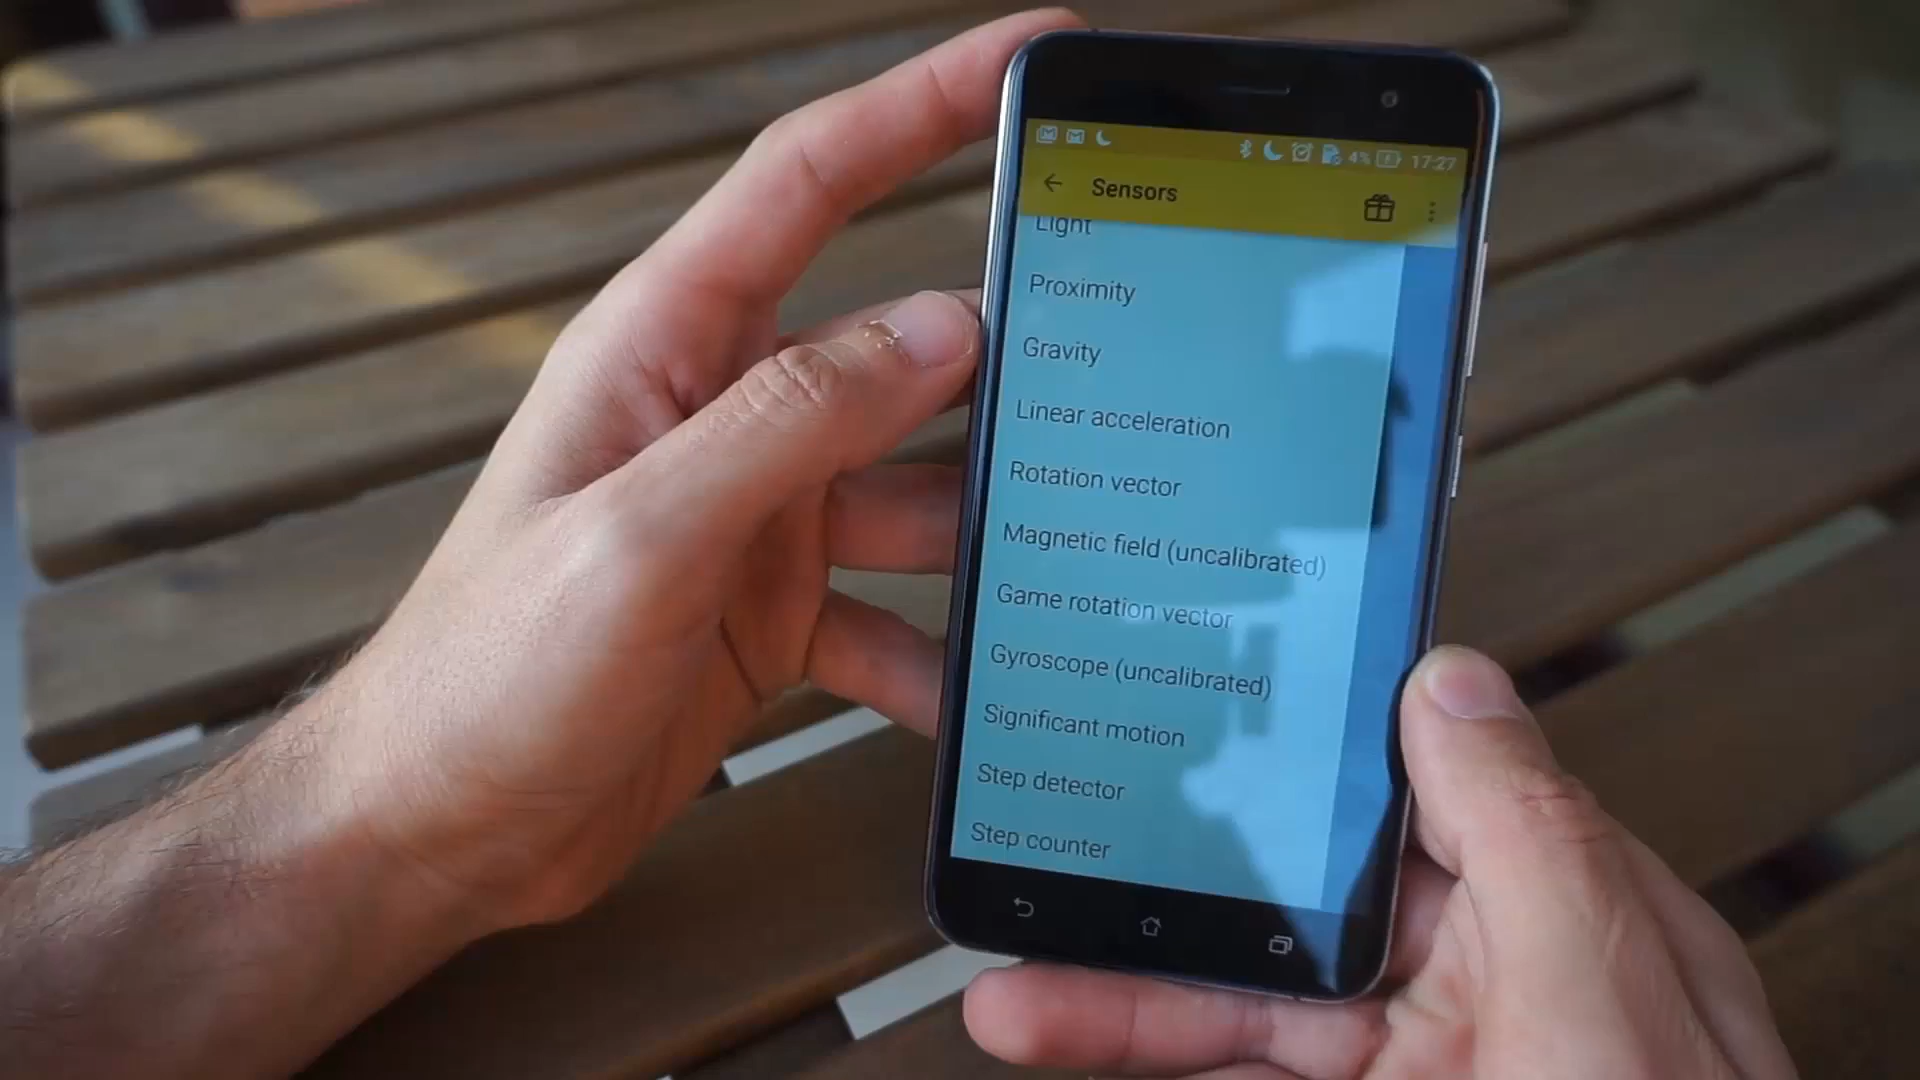 4% 17:27
Sensors
Light
Proximity
Gravity
Linear acceleration
Rotation vector
Magnetic field (uncalibrated)
Game rotation vector
Gyroscope (uncalibrated)
Significant motion
Step detector
Step counter